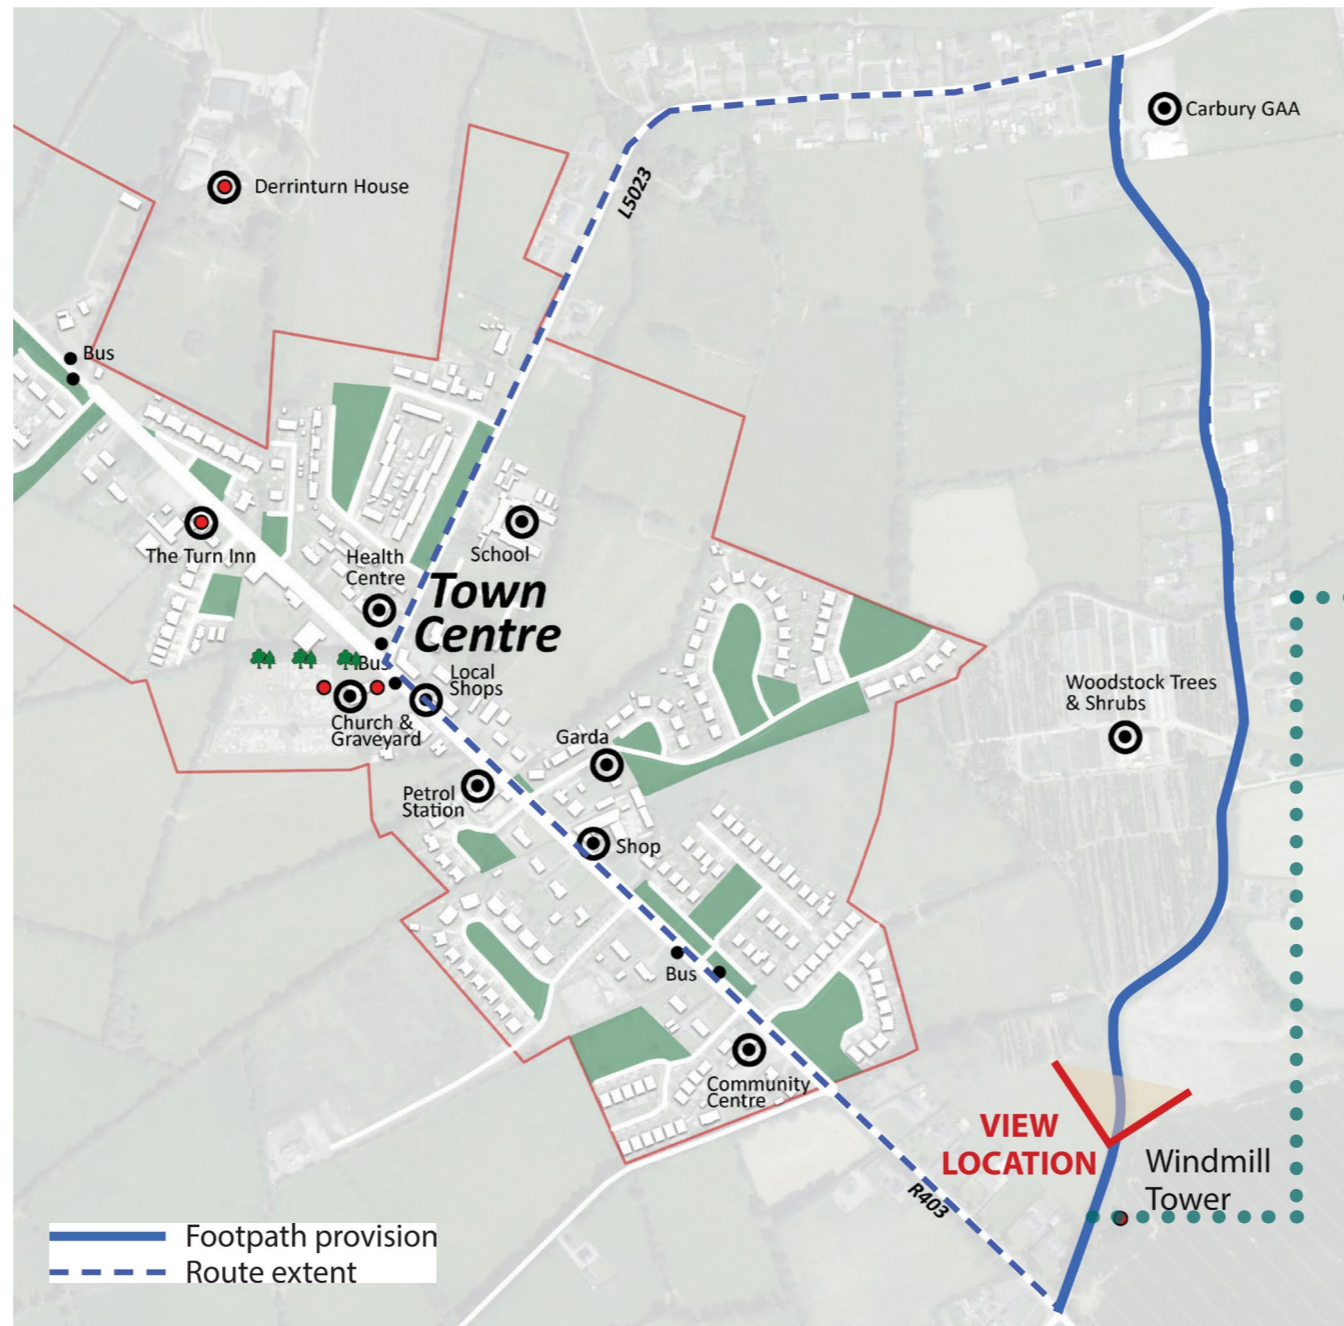 Carbury GAA
Derrinturn House
L5023
Bus
The Turn Inn
Health
Centre
School
Town
Centre
Bus
Local
Shops
Church &
Graveyard
Woodstock Trees
& Shrubs
Garda
Petrol
Station
Shop
Bus
Community
Centre
VIEW
LOCATION
Windmill
Tower
R403
Footpath provision
Route extent